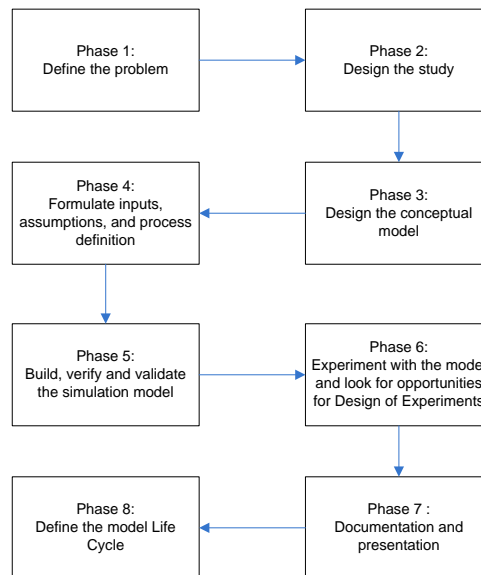 Phase 1:
Define the problem
Phase 2:
Design the study
Phase 3:
Design the conceptual
model
Phase 4:
Formulate inputs,
assumptions, and process
definition
Phase 5:
Build, verify and validate
the simulation model
Phase 6:
Experiment with the mode
and look for opportunities
for Design of Experiments
Phase 7 :
Documentation and
presentation
Phase 8:
Define the model Life
Cycle